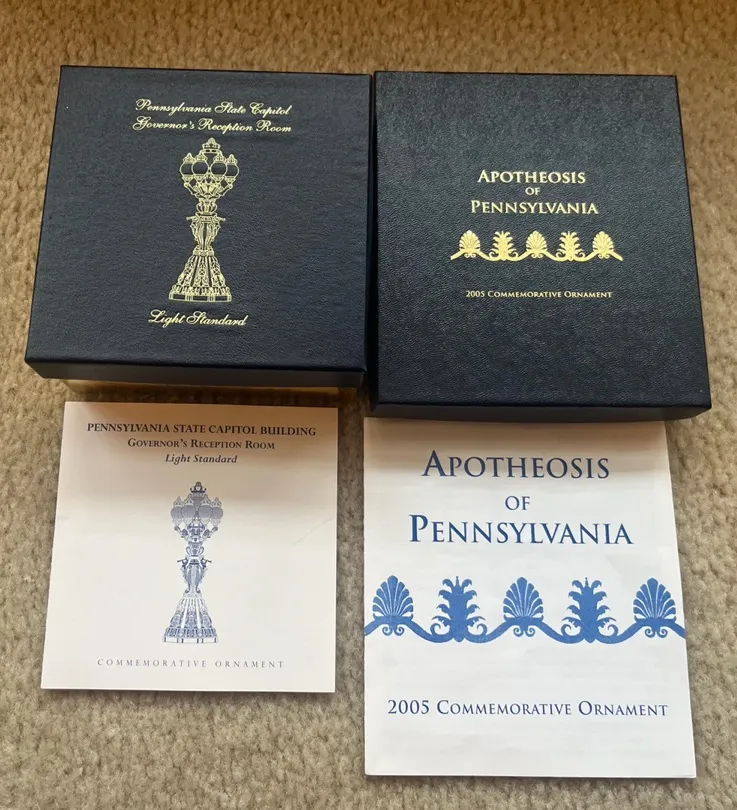 Pennsylvania State Capitol
Governor's Reception Room
Light Standard
APOTHEOSIS
OF
PENNSYLVANIA
2005 COMMEMORATIVE ORNAMENT
PENNSYLVANIA STATE CAPITOL BUILDING
GOVERNOR'S RECEPTION ROOM
Light Standard
COMMEMORATIVE ORNAMENT
APOTHEOSIS
OF
PENNSYLVANIA
2005 COMMEMORATIVE ORNAMENT